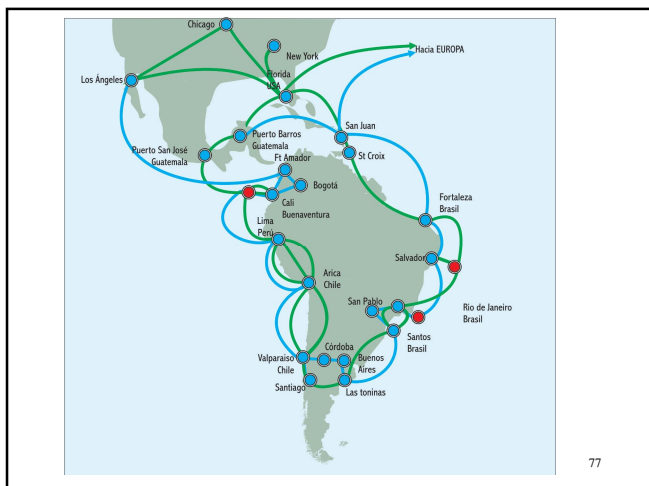 Chicago
New York
Hacia EUROPA
Los Ángeles
Florida
USA
San Juan
Puerto Barros
Guatemala
Puerto San José
Guatemala
St Croix
Ft Amador
Bogotá
Cali
Buenaventura
Fortaleza
Brasil
Lima
Perú
Salvador
Arica
Chile
San Pablo
Rio de Janeiro
Brasil
Santos
Brasil
Córdoba
Valparaiso
Chile
Buenos
Aires
Santiago
Las toninas
77